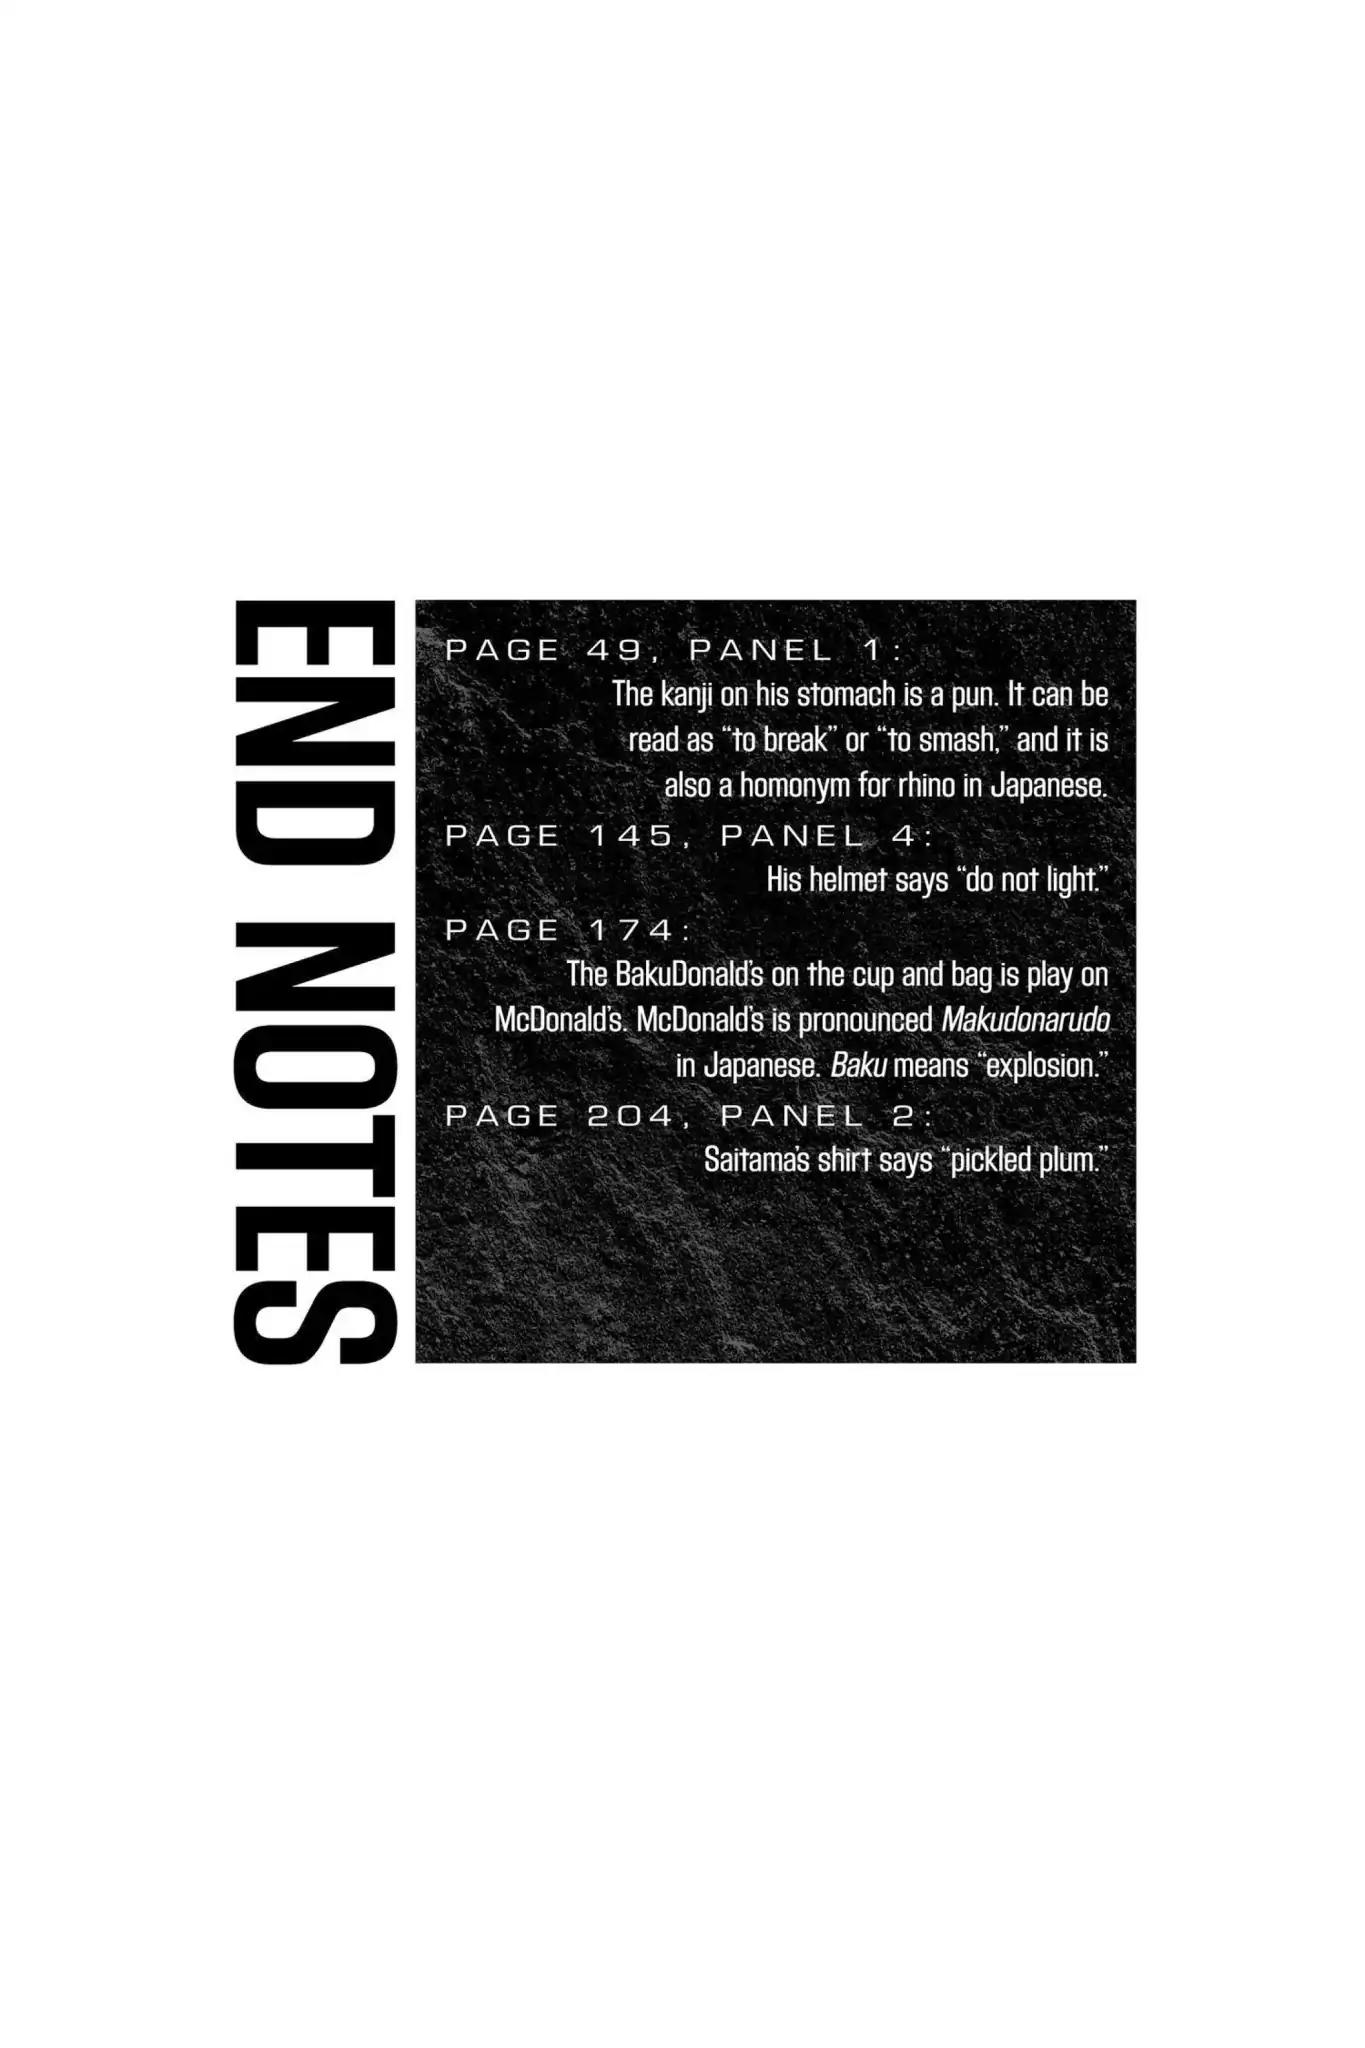 END NOTES
PAGE 49, PANEL 1:
The kanji on his stomach is a pun. It can be
read as “to break” or “to smash,” and it is
also a homonym for rhino in Japanese.
PAGE 145, PANEL 4:
His helmet says “do not light.”
PAGE 174:
The BakuDonald’s on the cup and bag is play on
McDonald’s. McDonald’s is pronounced Makudonarudo
in Japanese. Baku means “explosion.”
PAGE 204, PANEL 2:
Saitama’s shirt says “pickled plum.”